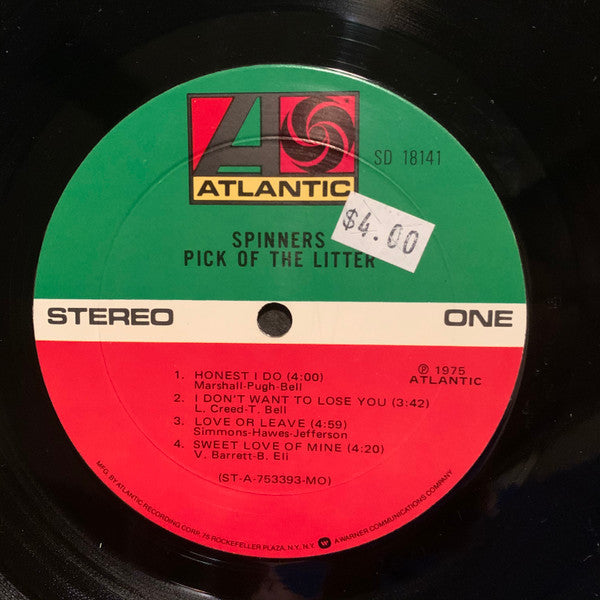 ATLANTIC
SD 18141
$4.00
SPINNERS
PICK OF THE LITTER
STEREO
ONE
1. HONEST I DO (4:00)
Marshall-Pugh-Bell
2. I DON'T WANT TO LOSE YOU (3:42)
L. Creed-T. Bell
3. LOVE OR LEAVE (4:59)
Simmons-Hawes-Jefferson
4. SWEET LOVE OF MINE (4:20)
V. Barrett-B. Eli
(ST-A-753393-MO)
℗ 1975
ATLANTIC
MFG. BY ATLANTIC RECORDING CORP., 75 ROCKEFELLER PLAZA, N.Y., N.Y. W A WARNER COMMUNICATIONS COMPANY